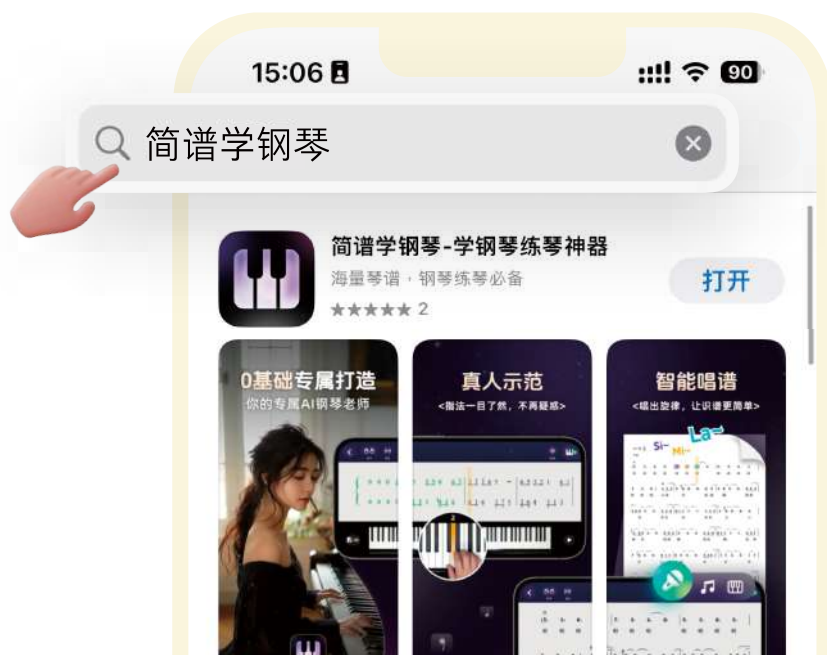 15:06
90
简谱学钢琴
简谱学钢琴-学钢琴练琴神器
海量琴谱·钢琴练琴必备
2
打开
0基础专属打造
你的专属AI钢琴老师
真人示范
<指法一目了然，不再疑惑>
智能唱谱
<唱出旋律，让识谱更简单>
Si~
Mi~
La~